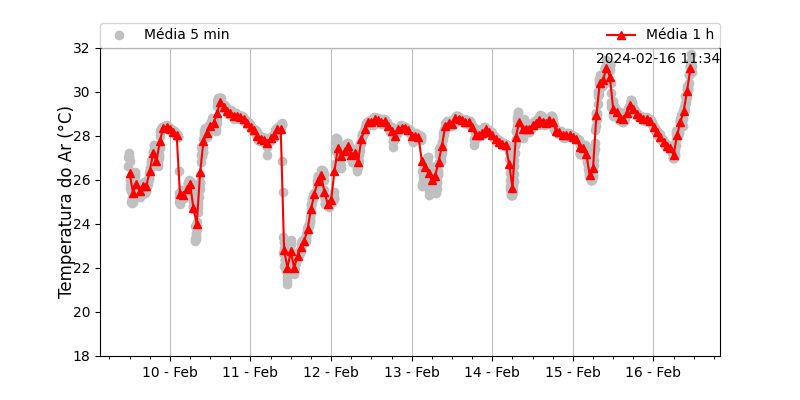 Média 5 min
Média 1 h
2024-02-16 11:34
Temperatura do Ar (°C)
32
30
28
26
24
22
20
18
10 - Feb
11 - Feb
12 - Feb
13 - Feb
14 - Feb
15 - Feb
16 - Feb